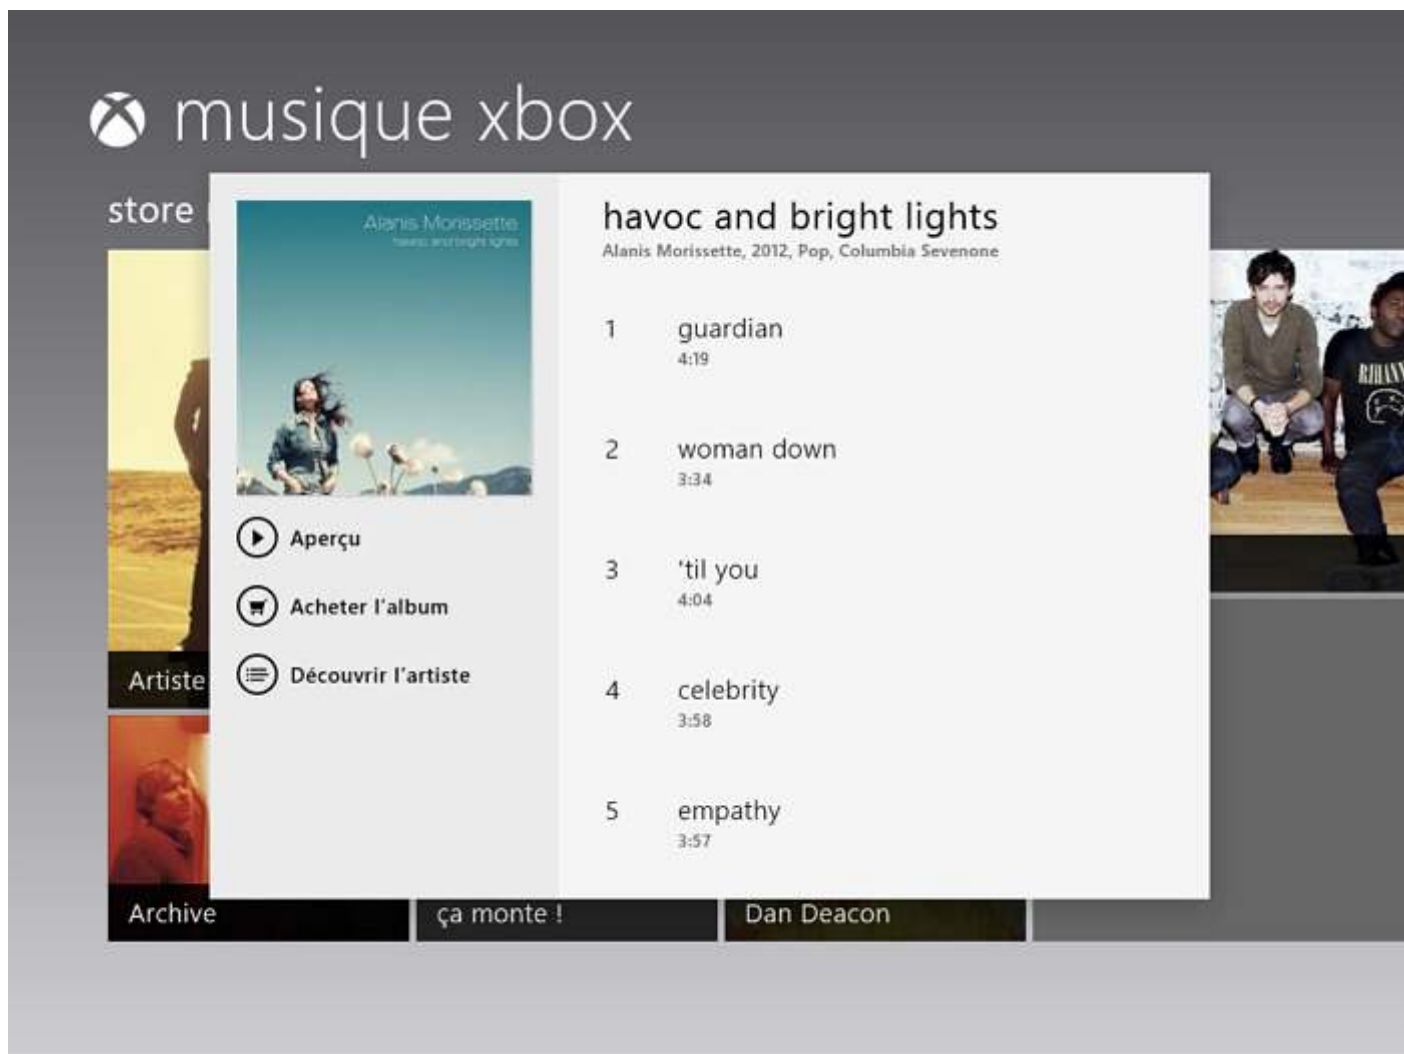 musique xbox
store
Alanis Morissette
havoc and bright lights
Aperçu
Acheter l'album
Découvrir l'artiste
havoc and bright lights
Alanis Morissette, 2012, Pop, Columbia Sevenone
1 guardian
4:19
2 woman down
3:34
3 'til you
4:04
4 celebrity
3:58
5 empathy
3:57
Artiste
Archive
ça monte !
Dan Deacon